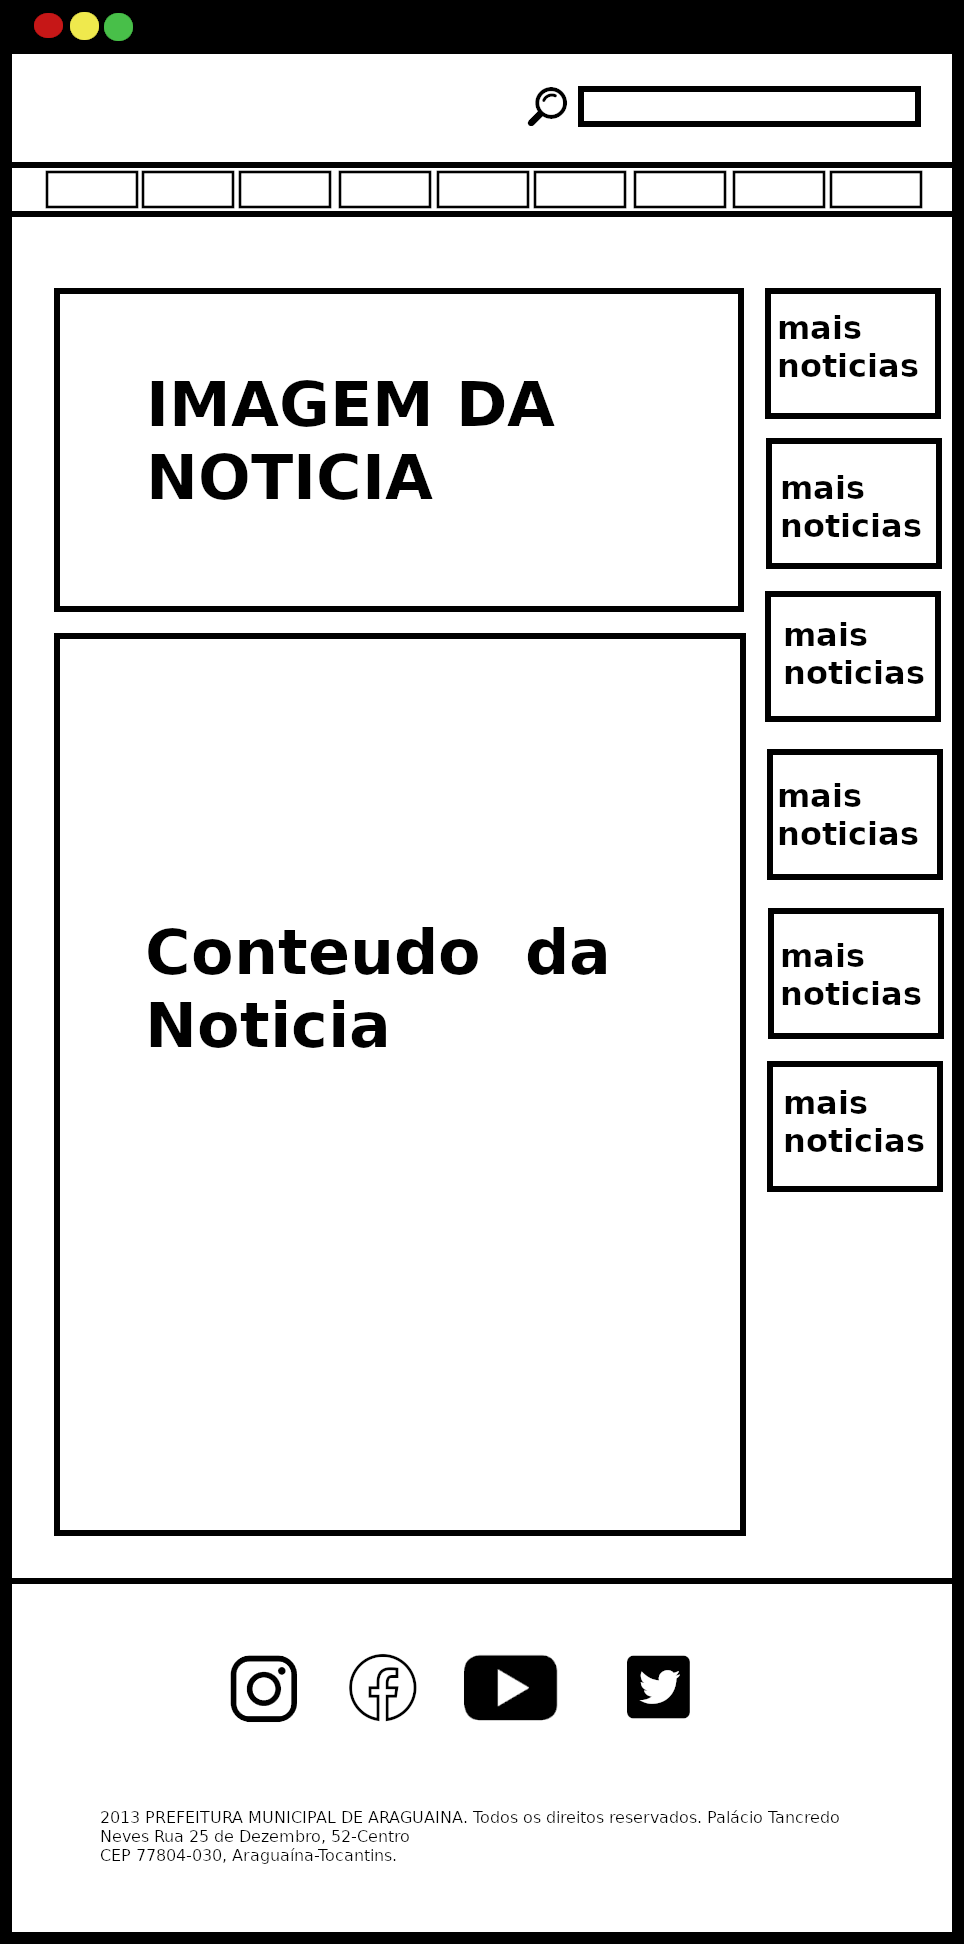 IMAGEM DA
NOTICIA
mais
noticias
mais
noticias
mais
noticias
mais
noticias
mais
noticias
mais
noticias
Conteudo  da
Noticia
2013 PREFEITURA MUNICIPAL DE ARAGUAINA. Todos os direitos reservados. Palácio Tancredo
Neves Rua 25 de Dezembro, 52-Centro
CEP 77804-030, Araguaína-Tocantins.